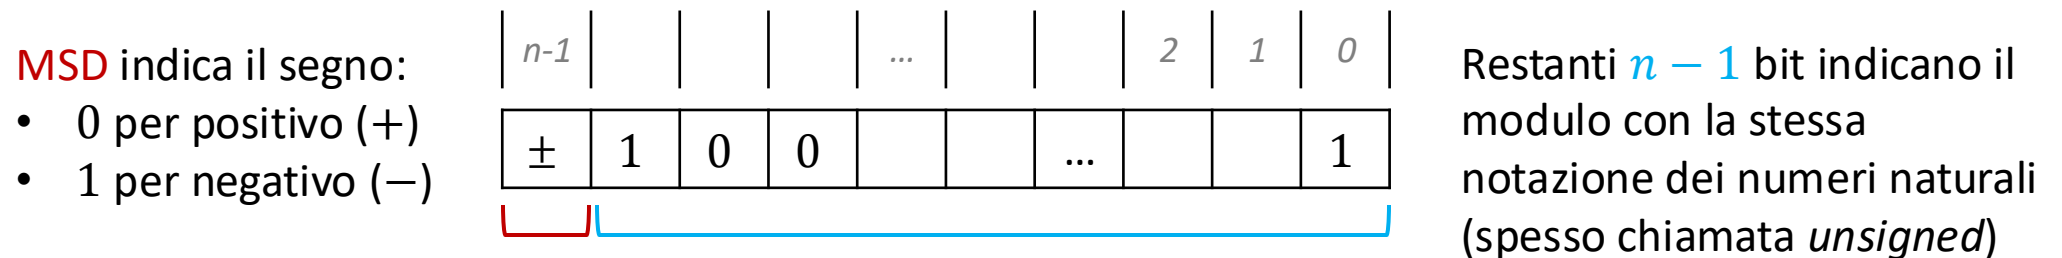 MSD indica il segno:
• 0 per positivo (+)
• 1 per negativo (−)
n-1 ... 2 1 0
± 1 0 0 ... 1
Restanti n − 1 bit indicano il
modulo con la stessa
notazione dei numeri naturali
(spesso chiamata unsigned)